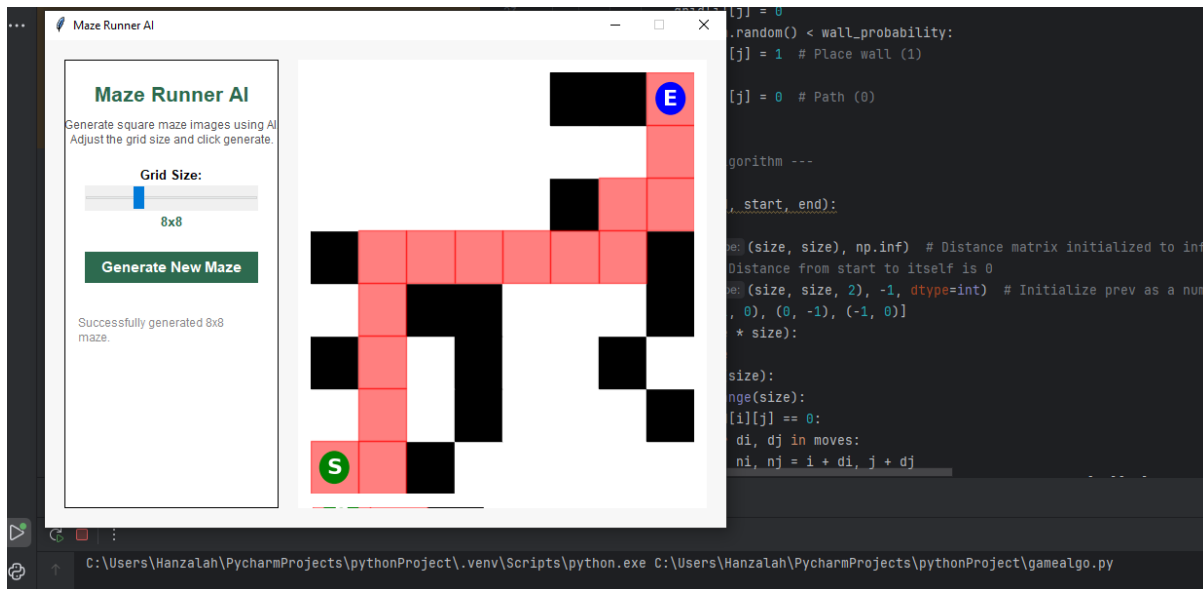 Maze Runner AI
Maze Runner AI
Generate square maze images using AI
Adjust the grid size and click generate.
Grid Size:
8x8
Generate New Maze
Successfully generated 8x8
maze.
E
S
[j] = 0
.random() < wall_probability:
[j] = 1  # Place wall (1)
[j] = 0  # Path (0)
gorithm ---
, start, end):
(size, size), np.inf)  # Distance matrix initialized to inf
Distance from start to itself is 0
(size, size, 2), -1, dtype=int)  # Initialize prev as a num
, 0), (0, -1), (-1, 0)]
* size):
size):
nge(size):
[i][j] == 0:
di, dj in moves:
ni, nj = i + di, j + dj
C:\Users\Hanzalah\PycharmProjects\pythonProject\.venv\Scripts\python.exe C:\Users\Hanzalah\PycharmProjects\pythonProject\gamealgo.py